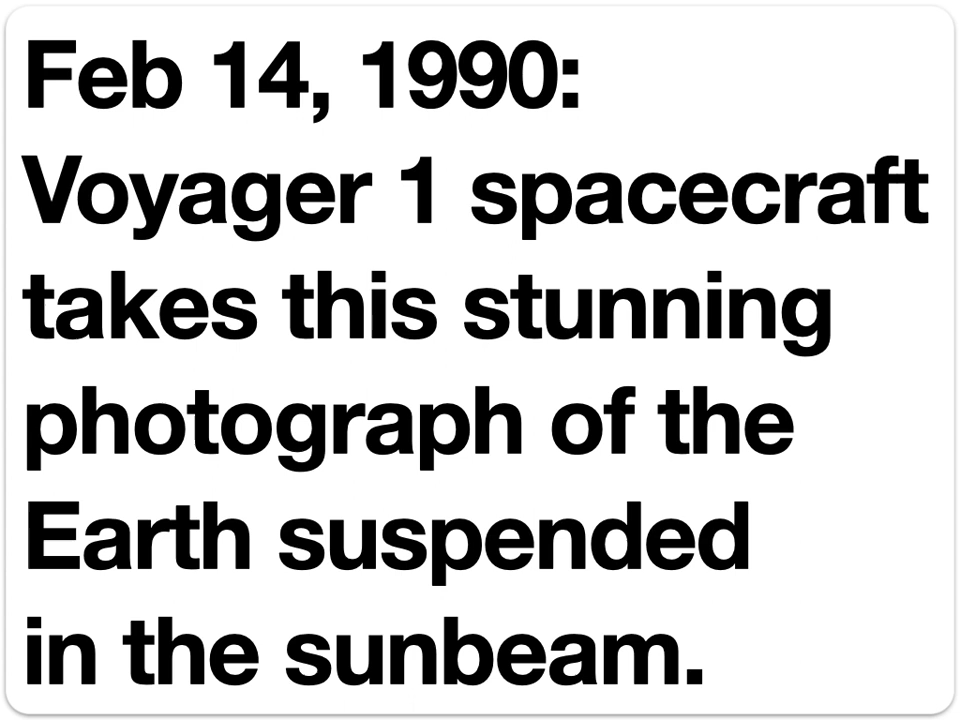 Feb 14, 1990:
Voyager 1 spacecraft
takes this stunning
photograph of the
Earth suspended
in the sunbeam.